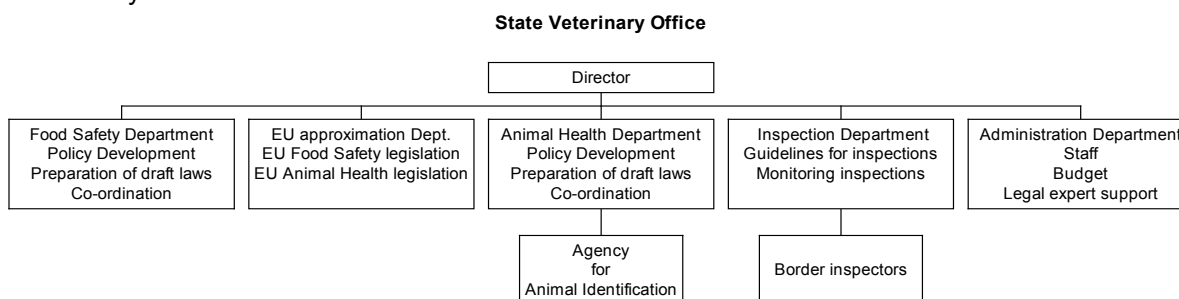 State Veterinary Office
Director
Food Safety Department
Policy Development
Preparation of draft laws
Co-ordination
EU approximation Dept.
EU Food Safety legislation
EU Animal Health legislation
Animal Health Department
Policy Development
Preparation of draft laws
Co-ordination
Inspection Department
Guidelines for inspections
Monitoring inspections
Administration Department
Staff
Budget
Legal expert support
Agency
for
Animal Identification
Border inspectors